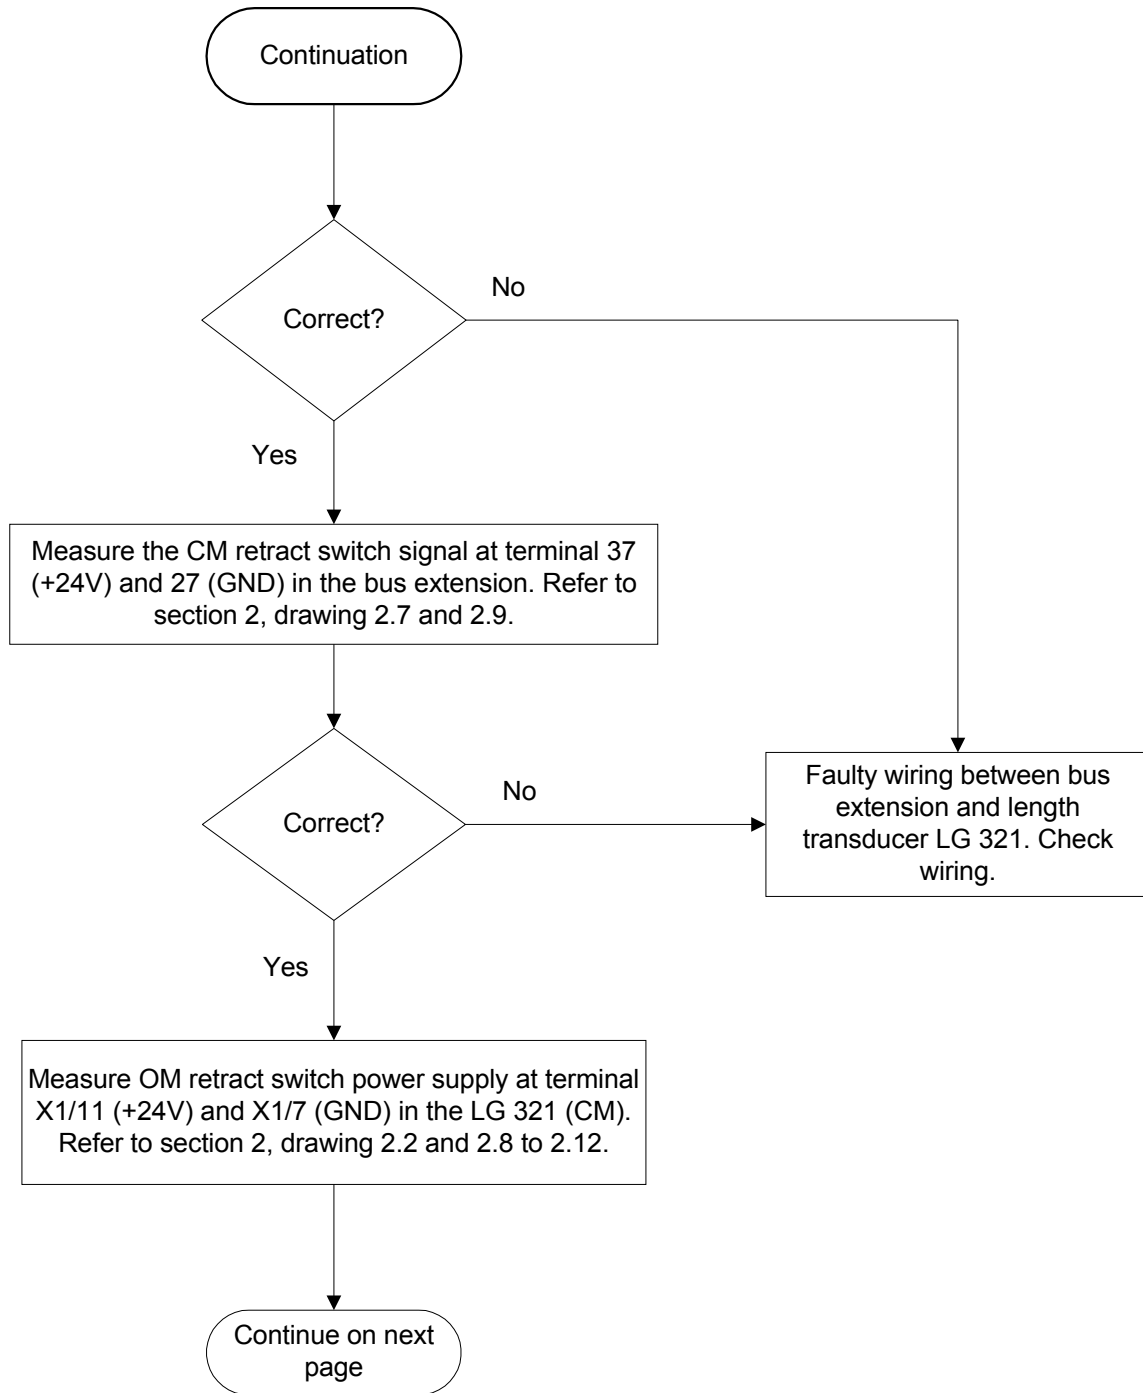 Continuation
Correct?
No
Yes
Measure the CM retract switch signal at terminal 37
(+24V) and 27 (GND) in the bus extension. Refer to
section 2, drawing 2.7 and 2.9.
Correct?
No
Faulty wiring between bus
extension and length
transducer LG 321. Check
wiring.
Yes
Measure OM retract switch power supply at terminal
X1/11 (+24V) and X1/7 (GND) in the LG 321 (CM).
Refer to section 2, drawing 2.2 and 2.8 to 2.12.
Continue on next
page